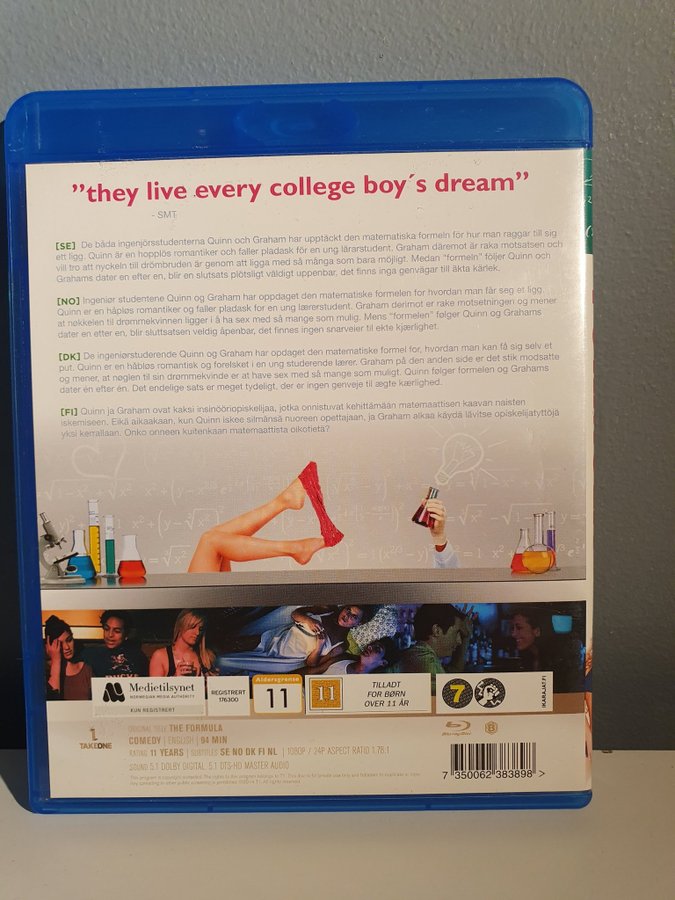 ”they live every college boy´s dream”
- SMT
[SE] De båda ingenjörsstudenterna Quinn och Graham har upptäckt den matematiska formeln för hur man raggar till sig
ett ligg. Quinn är en hopplös romantiker och faller pladask för en ung lärarstudent. Graham däremot är raka motsatsen och
vill tro att nyckeln till drömbruden är genom att ligga med så många som bara möjligt. Medan "formeln" följer Quinn och
Grahams dater en efter en, blir en slutsats plötsligt väldigt uppenbar, det finns inga genvägar till äkta kärlek.
[NO] Ingeniør studentene Quinn og Graham har oppdaget den matematiske formelen for hvordan man får seg et ligg.
Quinn er en håpløs romantiker og faller pladask for en ung lærerstudent. Graham derimot er rake motsetningen og mener
at nøkkelen til drømmekvinnen ligger i å ha sex med så mange som mulig. Mens "formelen" følger Quinn og Grahams
dater en etter en, blir sluttsatsen veldig åpenbar, det finnes ingen snarveier til ekte kjærlighet.
[DK] De ingeniørstuderende Quinn og Graham har opdaget den matematiske formel for, hvordan man kan få sig selv et
put. Quinn er en håbløs romantisk og forelsket i en ung studerende lærer. Graham på den anden side er det stik modsatte
og mener, at nøglen til sin drømmekvinde er at have sex med så mange som muligt. Quinn følger formelen og Grahams
dater én efter én. Det endelige sats er meget tydeligt, der er ingen genveje til ægte kærlighed.
[FI] Quinn ja Graham ovat kaksi insinööriopiskelijaa, jotka onnistuvat kehittämään matemaattisen kaavan naisten
iskemiseen. Eikä aikaakaan, kun Quinn iskee silmänsä nuoreen opettajaan, ja Graham alkaa käydä lävitse opiskelijatyttöjä
yksi kerrallaan. Onko onneen kuitenkaan matemaattista oikotietä?
Medietilsynet
NORWEGIAN MEDIA AUTHORITY
KUN REGISTRERT
REGISTRERT
176300
Aldersgrense
11
11
TILLADT
FOR BØRN
OVER 11 ÅR
7
IKARAJAT.FI
TAKEONE
ORIGINAL TITLE THE FORMULA
COMEDY | ENGLISH | 94 MIN
RATING 11 YEARS | SUBTITLES SE NO DK FI NL | 1080P / 24P ASPECT RATIO 1.78:1
SOUND 5.1 DOLBY DIGITAL, 5.1 DTS-HD MASTER AUDIO
Blu-ray Disc
B
7 350062 383898 >